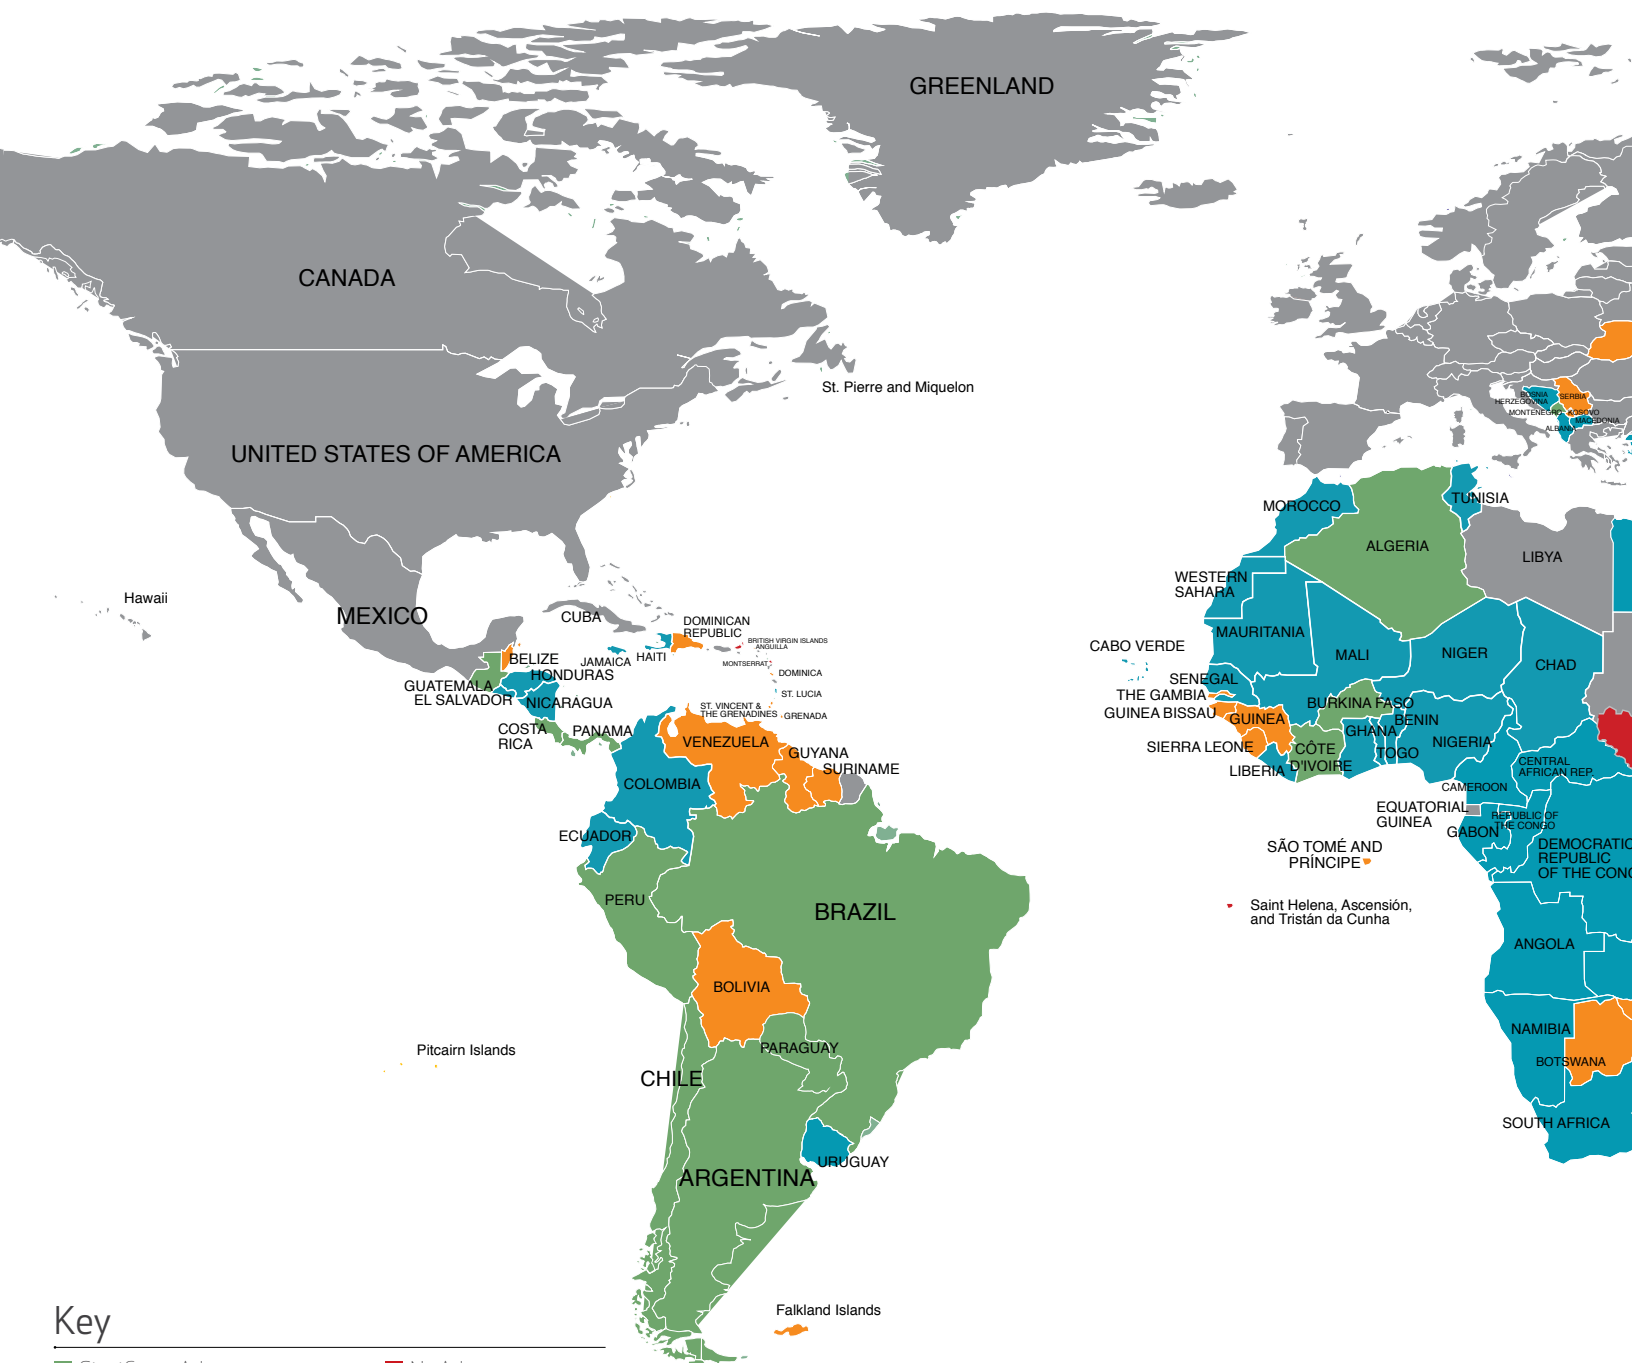 GREENLAND
CANADA
St. Pierre and Miquelon
UNITED STATES OF AMERICA
Hawaii
MEXICO
CUBA
DOMINICAN
REPUBLIC
BRITISH VIRGIN ISLANDS
ANGUILLA
BELIZE
JAMAICA
HAITI
MONTSERRAT
DOMINICA
HONDURAS
GUATEMALA
EL SALVADOR
NICARAGUA
ST. LUCIA
ST. VINCENT &
THE GRENADINES
GRENADA
COSTA
RICA
PANAMA
VENEZUELA
GUYANA
SURINAME
COLOMBIA
ECUADOR
PERU
BRAZIL
BOLIVIA
PARAGUAY
CHILE
URUGUAY
ARGENTINA
Pitcairn Islands
Falkland Islands
BOSNIA
HERZEGOVINA
SERBIA
MONTENEGRO
KOSOVO
MACEDONIA
ALBANIA
MOROCCO
TUNISIA
ALGERIA
LIBYA
WESTERN
SAHARA
MAURITANIA
CABO VERDE
MALI
NIGER
CHAD
SENEGAL
THE GAMBIA
GUINEA BISSAU
GUINEA
BURKINA FASO
BENIN
GHANA
SIERRA LEONE
CÔTE
D'IVOIRE
TOGO
NIGERIA
LIBERIA
CENTRAL
AFRICAN REP.
CAMEROON
EQUATORIAL
GUINEA
REPUBLIC OF
THE CONGO
GABON
SÃO TOMÉ AND
PRÍNCIPE
DEMOCRATIC
REPUBLIC
OF THE CONG
Saint Helena, Ascensión,
and Tristán da Cunha
ANGOLA
NAMIBIA
BOTSWANA
SOUTH AFRICA
Key